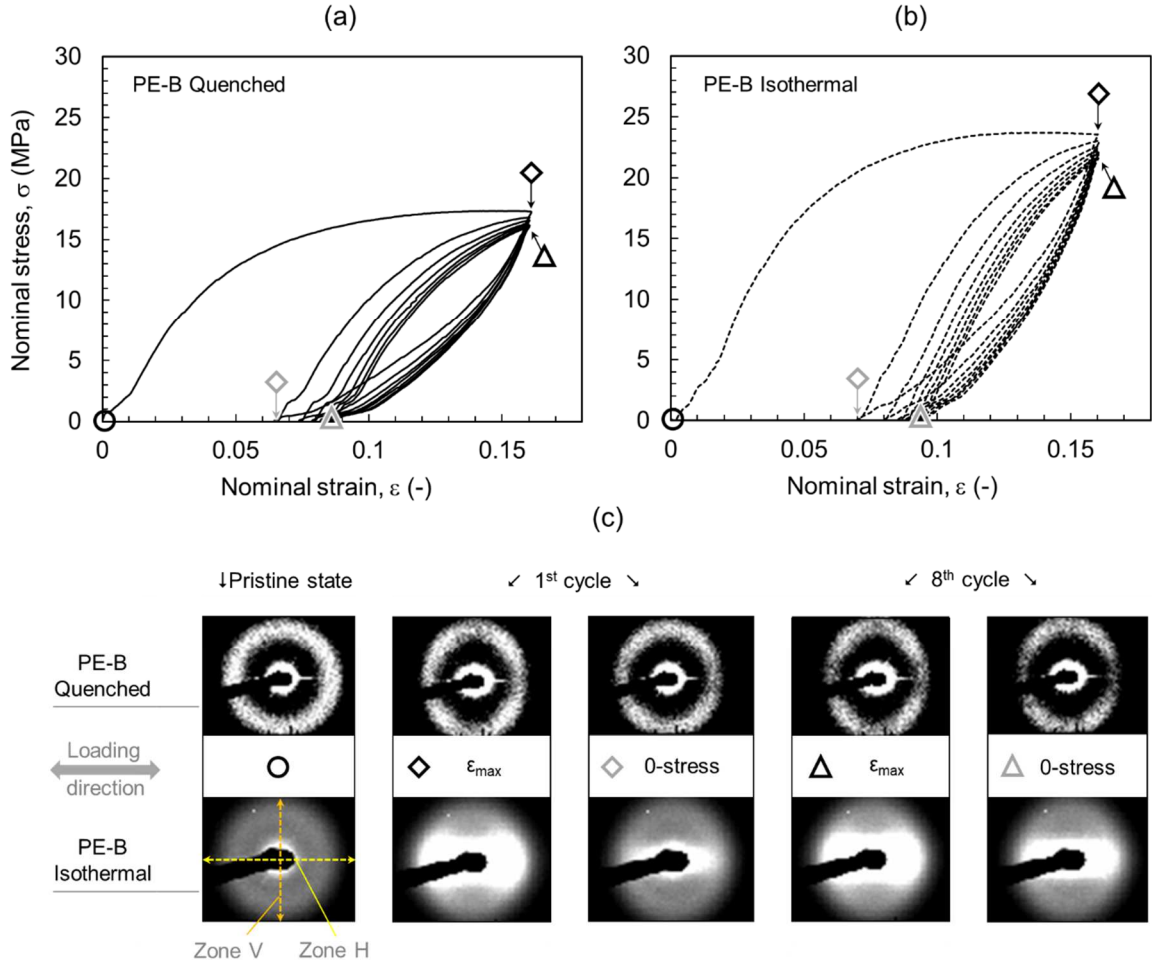 (a)
(b)
30
25
20
15
10
5
0
Nominal stress, σ (MPa)
PE-B Quenched
0
0.05
0.1
0.15
Nominal strain, ε (-)
30
25
20
15
10
5
0
PE-B Isothermal
0
0.05
0.1
0.15
Nominal strain, ε (-)
(c)
↓Pristine state
↙ 1st cycle ↘
↙ 8th cycle ↘
PE-B
Quenched
Loading
direction
εmax
0-stress
εmax
0-stress
PE-B
Isothermal
Zone V
Zone H